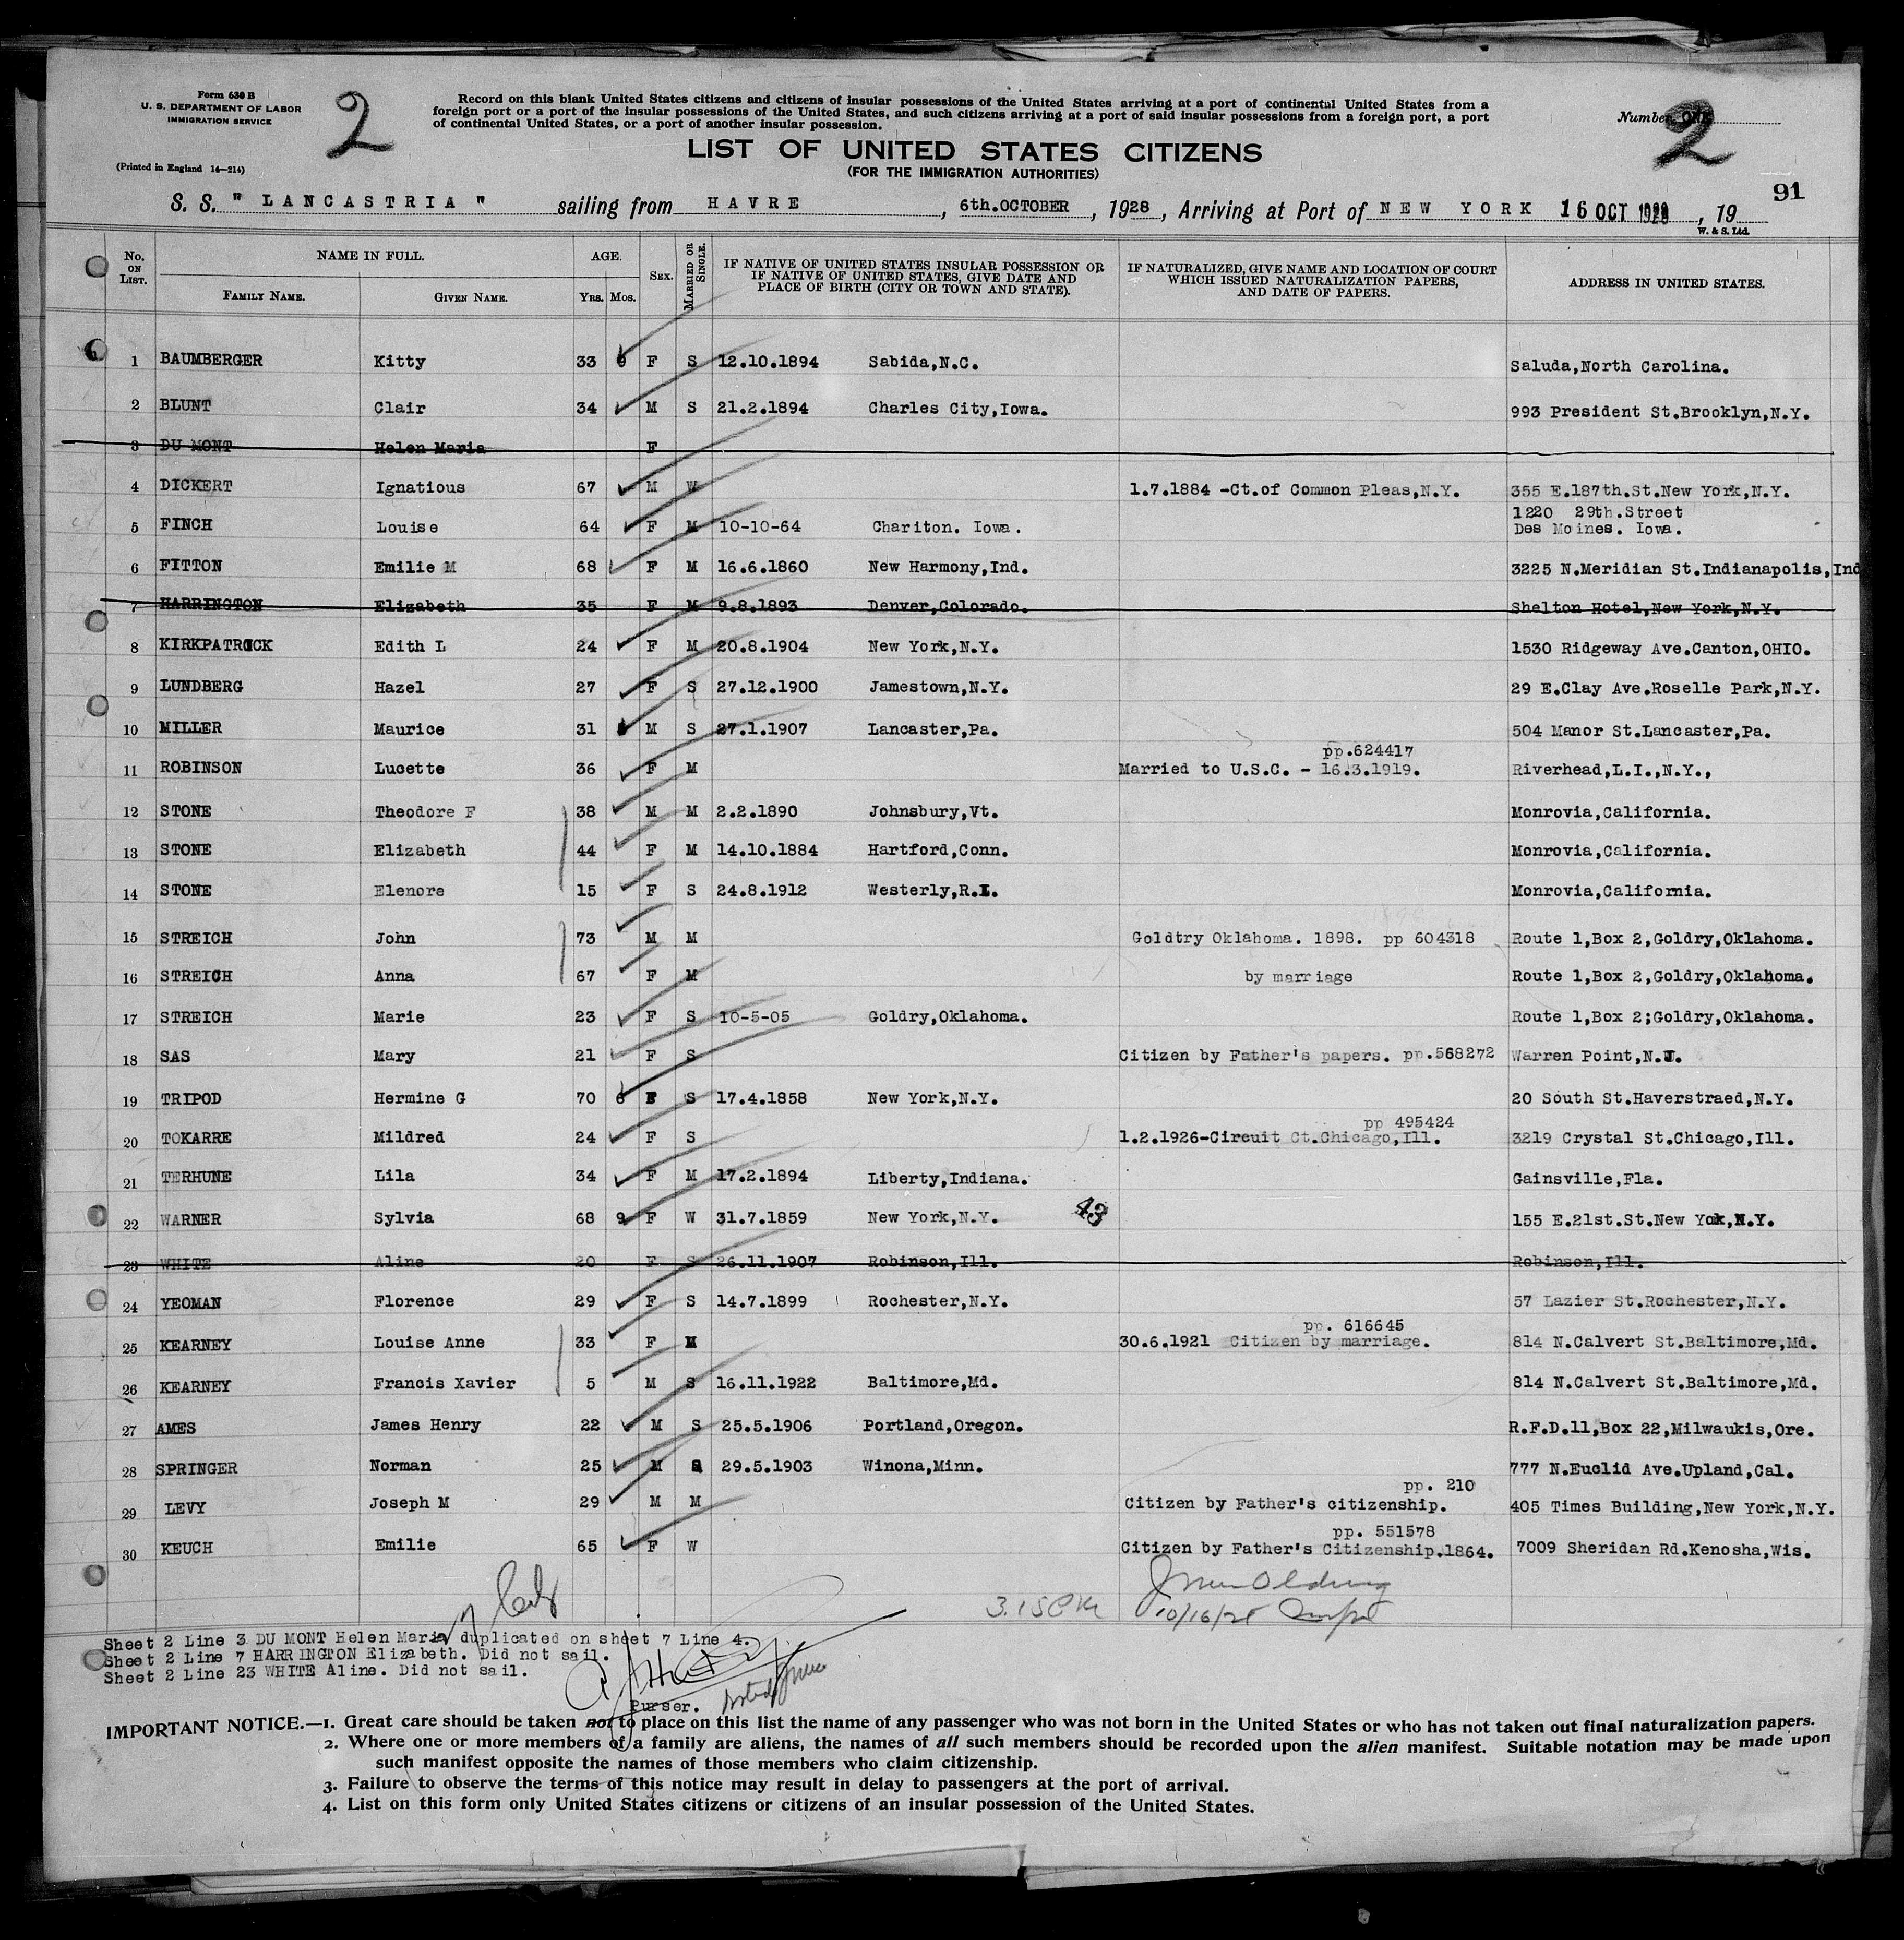 Form 630 B
U. S. DEPARTMENT OF LABOR
IMMIGRATION SERVICE
(Printed in England 14—214)
2
Record on this blank United States citizens and citizens of insular possessions of the United States arriving at a port of continental United States from a
foreign port or a port of the insular possessions of the United States, and such citizens arriving at a port of said insular possessions from a foreign port, a port
of continental United States, or a port of another insular possession.
Number ONE
2
LIST OF UNITED STATES CITIZENS
(FOR THE IMMIGRATION AUTHORITIES)
91
S. S. " LANCASTRIA " sailing from HAVRE, 6th.OCTOBER, 1928, Arriving at Port of NEW YORK 16 OCT 1928, 19
W. & S. Ltd.
No. ON LIST. NAME IN FULL. FAMILY NAME. GIVEN NAME. AGE. YRS. MOS. SEX. MARRIED OR SINGLE. IF NATIVE OF UNITED STATES INSULAR POSSESSION OR IF NATIVE OF UNITED STATES, GIVE DATE AND PLACE OF BIRTH (CITY OR TOWN AND STATE). IF NATURALIZED, GIVE NAME AND LOCATION OF COURT WHICH ISSUED NATURALIZATION PAPERS, AND DATE OF PAPERS. ADDRESS IN UNITED STATES.
1 BAUMBERGER Kitty 33 F S 12.10.1894 Sabida,N.C. Saluda,North Carolina.
2 BLUNT Clair 34 M S 21.2.1894 Charles City,Iowa. 993 President St.Brooklyn,N.Y.
3 DU MONT Helen Maria F
4 DICKERT Ignatious 67 M W 1.7.1884 -Ct.of Common Pleas,N.Y. 355 E.187th.St.New York,N.Y.
5 FINCH Louise 64 F M 10-10-64 Chariton. Iowa. 1220 29th.Street Des Moines. Iowa.
6 FITTON Emilie M 68 F M 16.6.1860 New Harmony,Ind. 3225 N.Meridian St.Indianapolis,Ind
7 HARRINGTON Elizabeth 35 F M 9.8.1893 Denver,Colorado. Shelton Hotel,New York,N.Y.
8 KIRKPATRICK Edith L 24 F M 20.8.1904 New York,N.Y. 1530 Ridgeway Ave.Canton,OHIO.
9 LUNDBERG Hazel 27 F S 27.12.1900 Jamestown,N.Y. 29 E.Clay Ave.Roselle Park,N.Y.
10 MILLER Maurice 31 M S 27.1.1907 Lancaster,Pa. 504 Manor St.Lancaster,Pa.
pp.624417
11 ROBINSON Lucette 36 F M Married to U.S.C. - 16.3.1919. Riverhead,L.I.,N.Y.,
12 STONE Theodore F 38 M M 2.2.1890 Johnsbury,Vt. Monrovia,California.
13 STONE Elizabeth 44 F M 14.10.1884 Hartford,Conn. Monrovia,California.
14 STONE Elenore 15 F S 24.8.1912 Westerly,R.I. Monrovia,California.
15 STREICH John 73 M M Goldtry Oklahoma. 1898. pp 604318 Route 1,Box 2,Goldry,Oklahoma.
16 STREICH Anna 67 F M by marriage Route 1,Box 2,Goldry,Oklahoma.
17 STREICH Marie 23 F S 10-5-05 Goldry,Oklahoma. Route 1,Box 2;Goldry,Oklahoma.
18 SAS Mary 21 F S Citizen by Father's papers. pp.568272 Warren Point,N.J.
19 TRIPOD Hermine G 70 6 F S 17.4.1858 New York,N.Y. 20 South St.Haverstraed,N.Y.
pp 495424
20 TOKARRE Mildred 24 F S 1.2.1926-Circuit Ct.Chicago,Ill. 3219 Crystal St.Chicago,Ill.
21 TERHUNE Lila 34 F M 17.2.1894 Liberty,Indiana. Gainsville,Fla.
22 WARNER Sylvia 68 9 F W 31.7.1859 New York,N.Y. 43 155 E.21st.St.New Yok,N.Y.
23 WHITE Aline 20 F S 26.11.1907 Robinson,Ill. Robinson,Ill.
24 YEOMAN Florence 29 F S 14.7.1899 Rochester,N.Y. 57 Lazier St.Rochester,N.Y.
pp. 616645
25 KEARNEY Louise Anne 33 F M 30.6.1921 Citizen by marriage. 814 N.Calvert St.Baltimore,Md.
26 KEARNEY Francis Xavier 5 M S 16.11.1922 Baltimore,Md. 814 N.Calvert St.Baltimore,Md.
27 AMES James Henry 22 M S 25.5.1906 Portland,Oregon. R.F.D.11,Box 22,Milwaukis,Ore.
28 SPRINGER Norman 25 M S 29.5.1903 Winona,Minn. 777 N.Euclid Ave.Upland,Cal.
pp. 210
29 LEVY Joseph M 29 M M Citizen by Father's citizenship. 405 Times Building,New York,N.Y.
pp. 551578
30 KEUCH Emilie 65 F W Citizen by Father's Citizenship.1864. 7009 Sheridan Rd.Kenosha,Wis.
10/16/28
Sheet 2 Line 3 DU MONT Helen Maria duplicated on sheet 7 Line 4.
Sheet 2 Line 7 HARRINGTON Elizabeth. Did not sail.
Sheet 2 Line 23 WHITE Aline. Did not sail.
Purser.
IMPORTANT NOTICE.—1. Great care should be taken not to place on this list the name of any passenger who was not born in the United States or who has not taken out final naturalization papers.
2. Where one or more members of a family are aliens, the names of all such members should be recorded upon the alien manifest. Suitable notation may be made upon
such manifest opposite the names of those members who claim citizenship.
3. Failure to observe the terms of this notice may result in delay to passengers at the port of arrival.
4. List on this form only United States citizens or citizens of an insular possession of the United States.